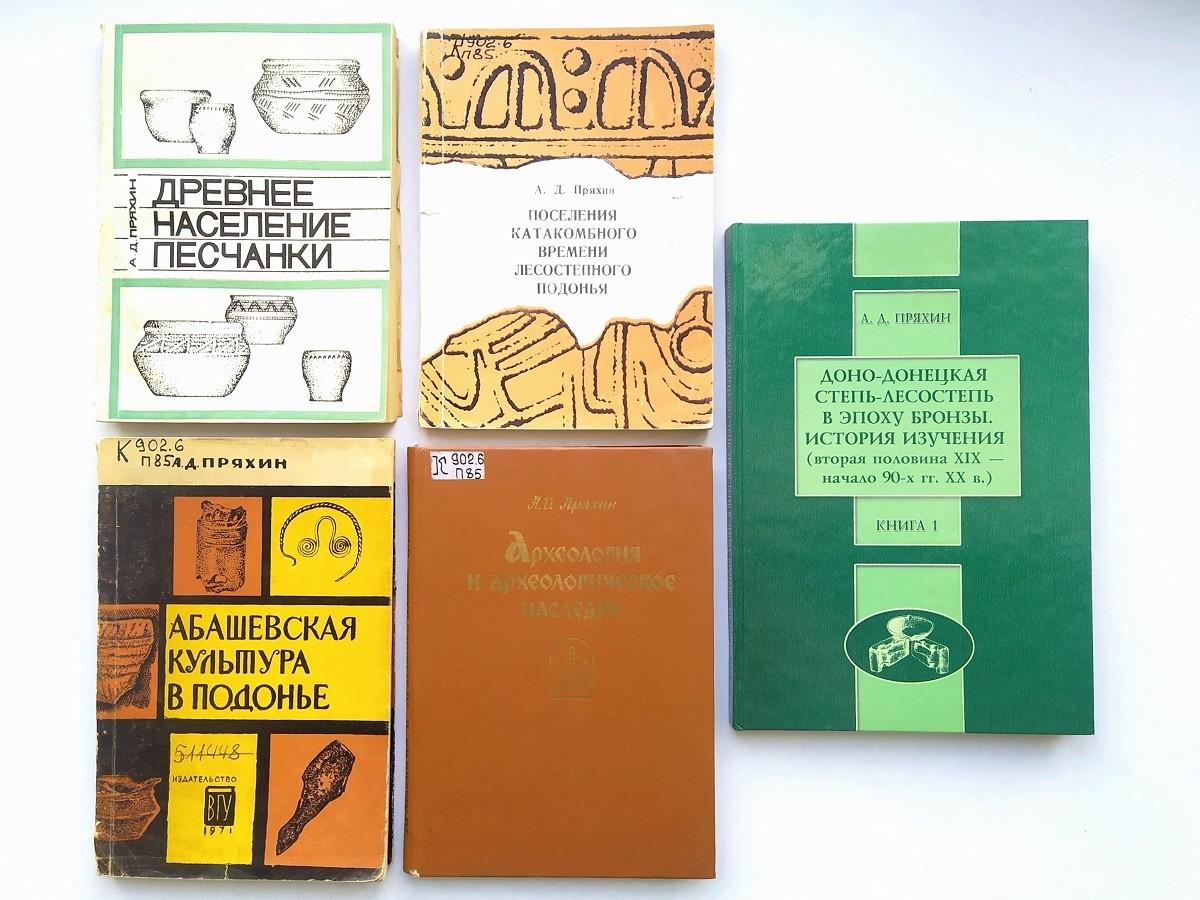 А.Д.ПРЯХИН
ДРЕВНЕЕ
НАСЕЛЕНИЕ
ПЕСЧАНКИ
902.6
П85
А. Д. Пряхин
ПОСЕЛЕНИЯ
КАТАКОМБНОГО
ВРЕМЕНИ
ЛЕСОСТЕПНОГО
ПОДОНЬЯ
К 902.6
П85
А.Д.ПРЯХИН
АБАШЕВСКАЯ
КУЛЬТУРА
В ПОДОНЬЕ
511448
ИЗДАТЕЛЬСТВО
ВГУ
1971
К 902.6
П85
А.Д. Пряхин
Археология
и археологическое
наследие
А. Д. ПРЯХИН
ДОНО-ДОНЕЦКАЯ
СТЕПЬ-ЛЕСОСТЕПЬ
В ЭПОХУ БРОНЗЫ.
ИСТОРИЯ ИЗУЧЕНИЯ
(вторая половина XIX —
начало 90-х гг. XX в.)
КНИГА 1